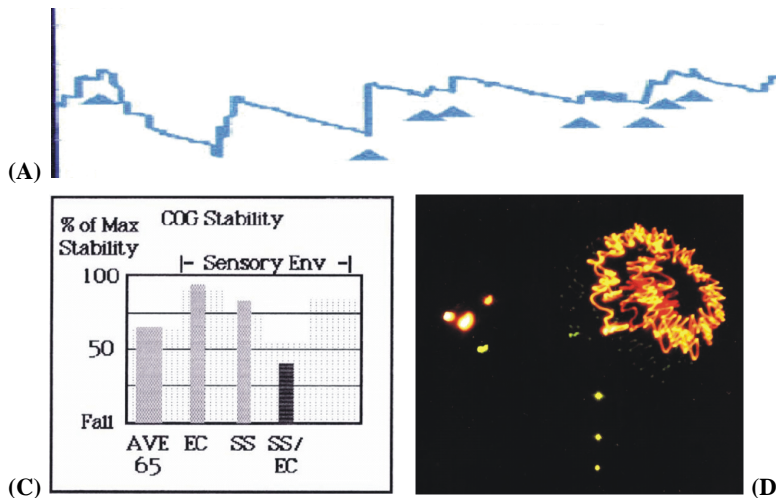 (A)
% of Max COG Stability
Stability |- Sensory Env -|
100
50
Fall
AVE EC SS SS/
65 EC
(C) (D